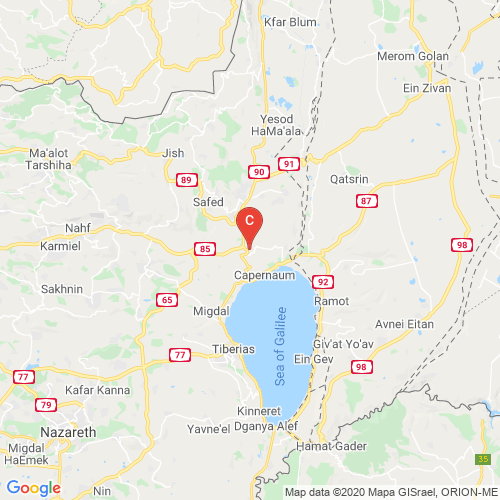 Kfar Blum
Merom Golan
Ein Zivan
Yesod
HaMa'ala
Ma'alot
Tarshiha
Jish
91
90
89
Qatsrin
87
Safed
C
Nahf
Karmiel
85
98
Capernaum
92
Sakhnin
65
Ramot
Migdal
Sea of Galilee
Avnei Eitan
77
Tiberias
Giv'at Yo'av
Ein Gev
98
77
Kafar Kanna
79
Kinneret
Yavne'el
Dganya Alef
Nazareth
Hamat Gader
Migdal
HaEmek
35
Nin
Google
Map data ©2020 Mapa GISrael, ORION-ME